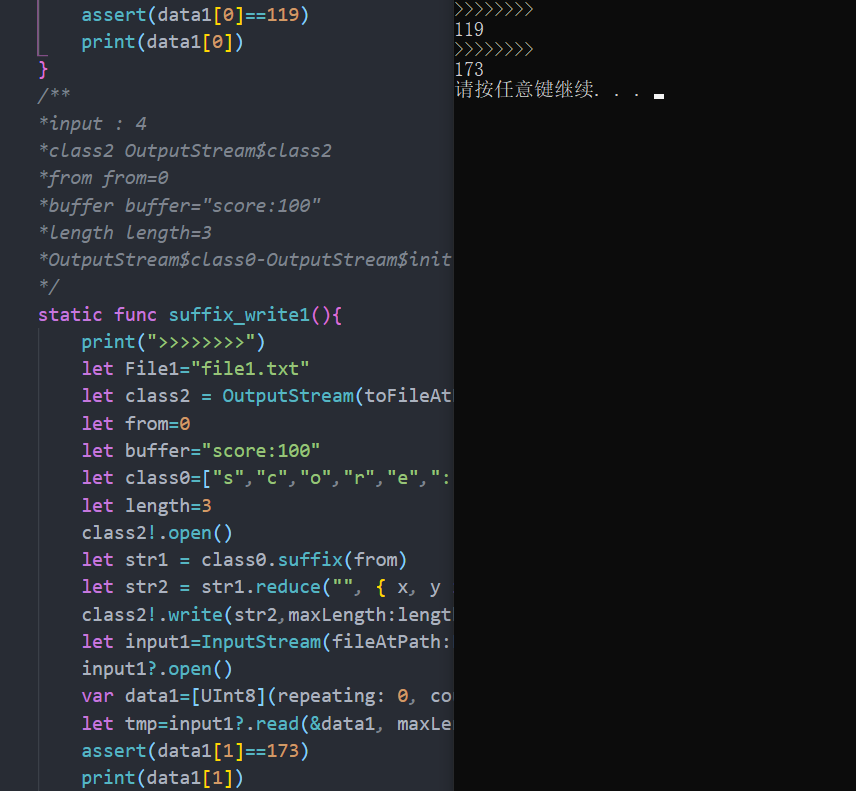 assert(data1[0]==119)
print(data1[0])
}
/**
*input : 4
*class2 OutputStream$class2
*from from=0
*buffer buffer="score:100"
*length length=3
*OutputStream$class0-OutputStream$init
*/
static func suffix_write1(){
print(">>>>>>>>")
let File1="file1.txt"
let class2 = OutputStream(toFileAt
let from=0
let buffer="score:100"
let class0=["s","c","o","r","e",":
let length=3
class2!.open()
let str1 = class0.suffix(from)
let str2 = str1.reduce("", { x, y
class2!.write(str2,maxLength:lengt
let input1=InputStream(fileAtPath:
input1?.open()
var data1=[UInt8](repeating: 0, co
let tmp=input1?.read(&data1, maxLe
assert(data1[1]==173)
print(data1[1])
>>>>>>>>
119
>>>>>>>>
173
请按任意键继续. . .